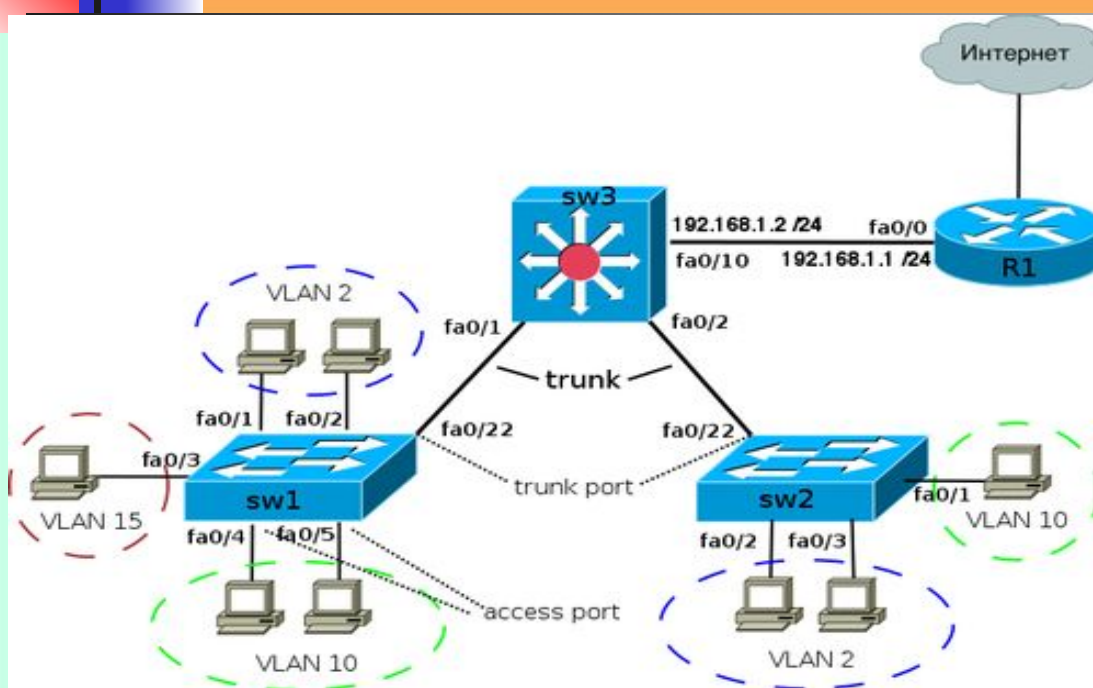 Интернет
sw3
192.168.1.2 /24
fa0/0
fa0/10
192.168.1.1 /24
R1
VLAN 2
fa0/1
fa0/2
trunk
fa0/1
fa0/2
fa0/22
fa0/22
fa0/3
trunk port
sw1
sw2
fa0/1
VLAN 15
VLAN 10
fa0/4
fa0/5
fa0/2
fa0/3
access port
VLAN 10
VLAN 2